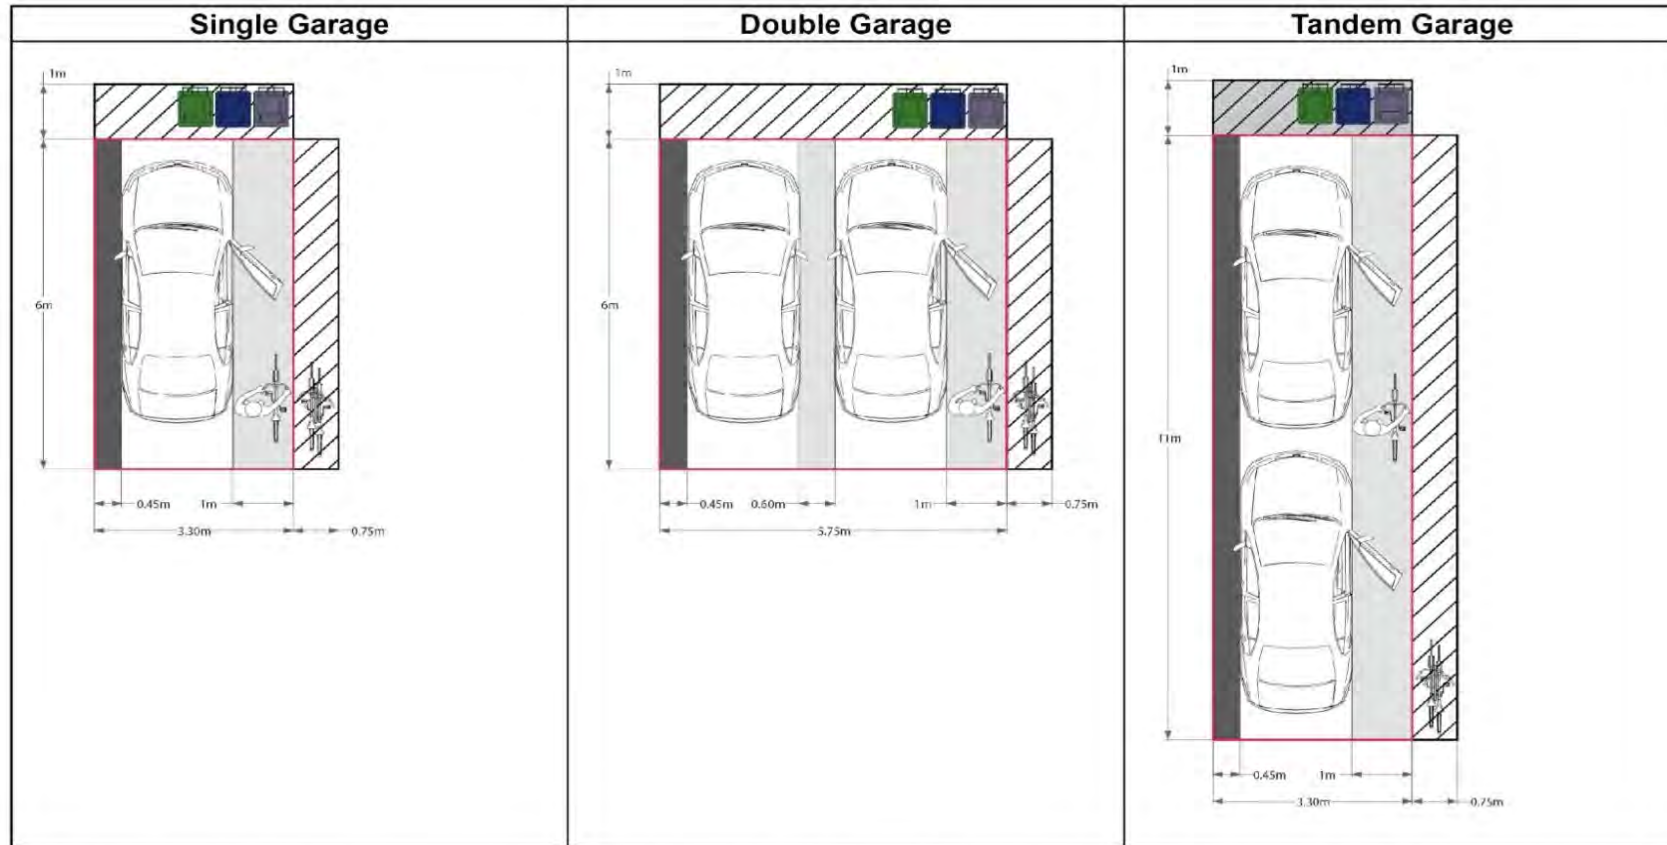 Single Garage
1m
6m
0.45m
1m
3.30m
0.75m
Double Garage
1m
6m
0.45m
0.60m
1m
0.75m
5.75m
Tandem Garage
1m
11m
0.45m
1m
3.30m
0.75m